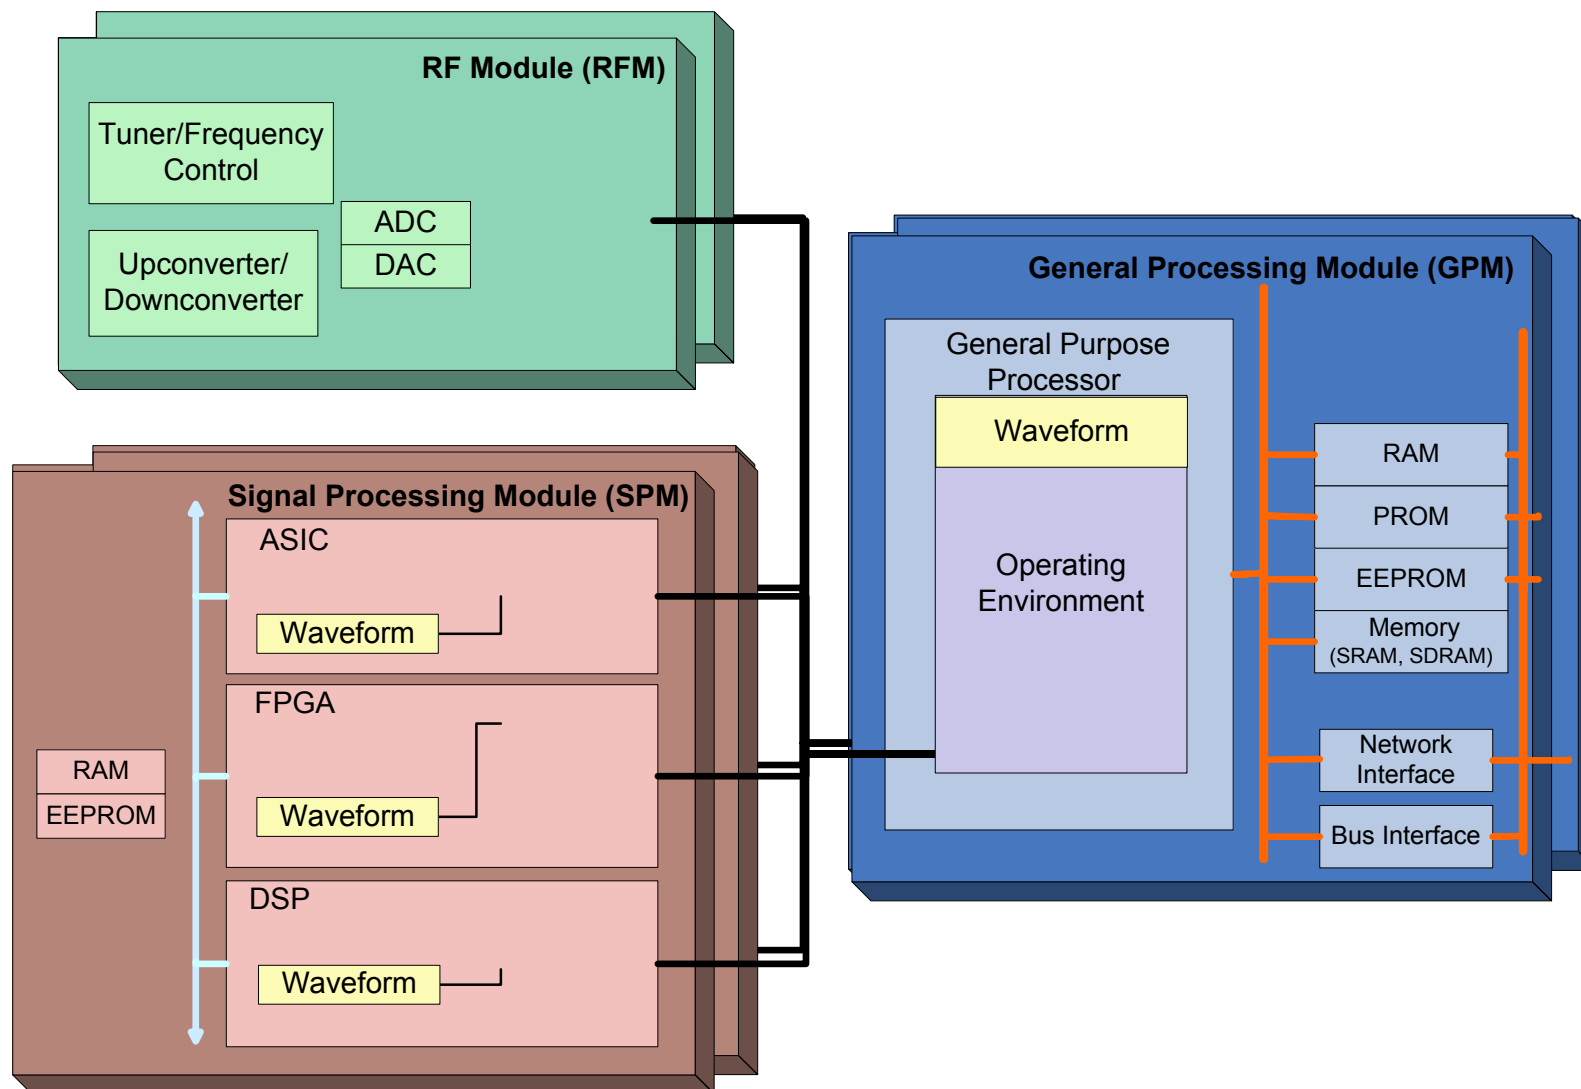 RF Module (RFM)
Tuner/Frequency
Control
ADC
DAC
Upconverter/
Downconverter
General Processing Module (GPM)
General Purpose
Processor
Waveform
Operating
Environment
RAM
PROM
EEPROM
Memory
(SRAM, SDRAM)
Network
Interface
Bus Interface
Signal Processing Module (SPM)
ASIC
Waveform
FPGA
Waveform
DSP
Waveform
RAM
EEPROM